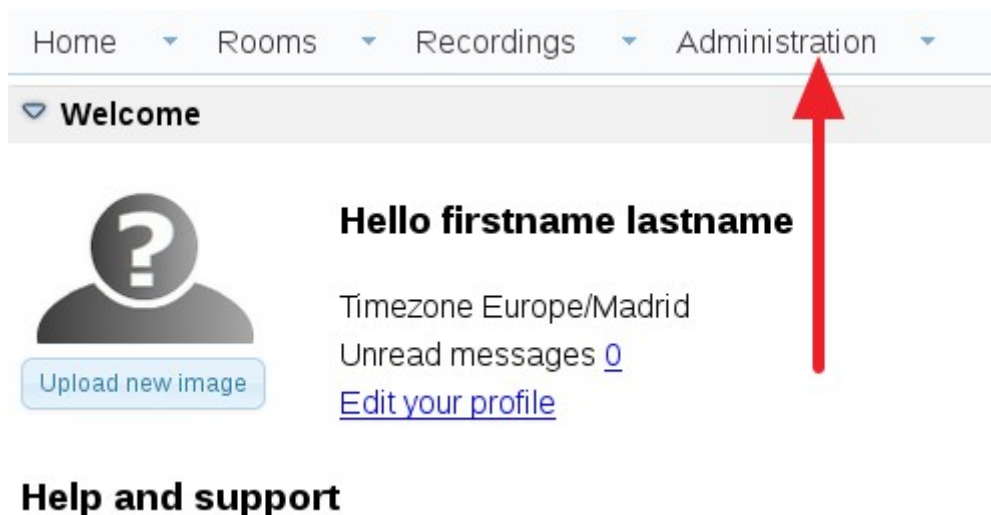 Home Rooms Recordings Administration
Welcome
?
Hello firstname lastname
Timezone Europe/Madrid
Unread messages 0
Upload new image
Edit your profile
Help and support